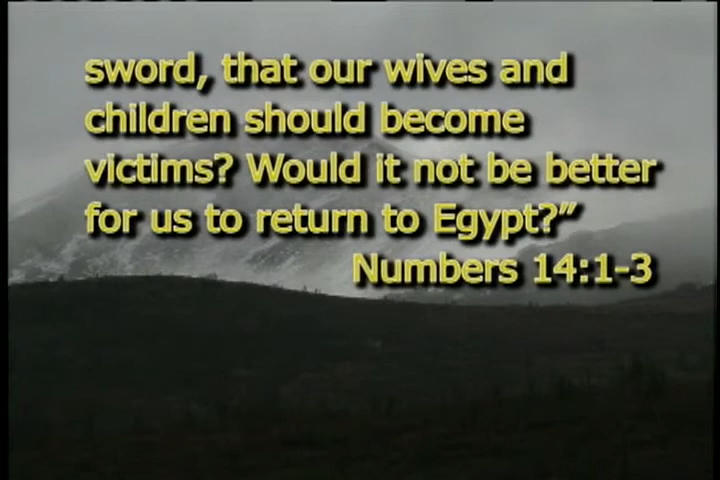 sword, that our wives and
children should become
victims? Would it not be better
for us to return to Egypt?”
Numbers 14:1-3